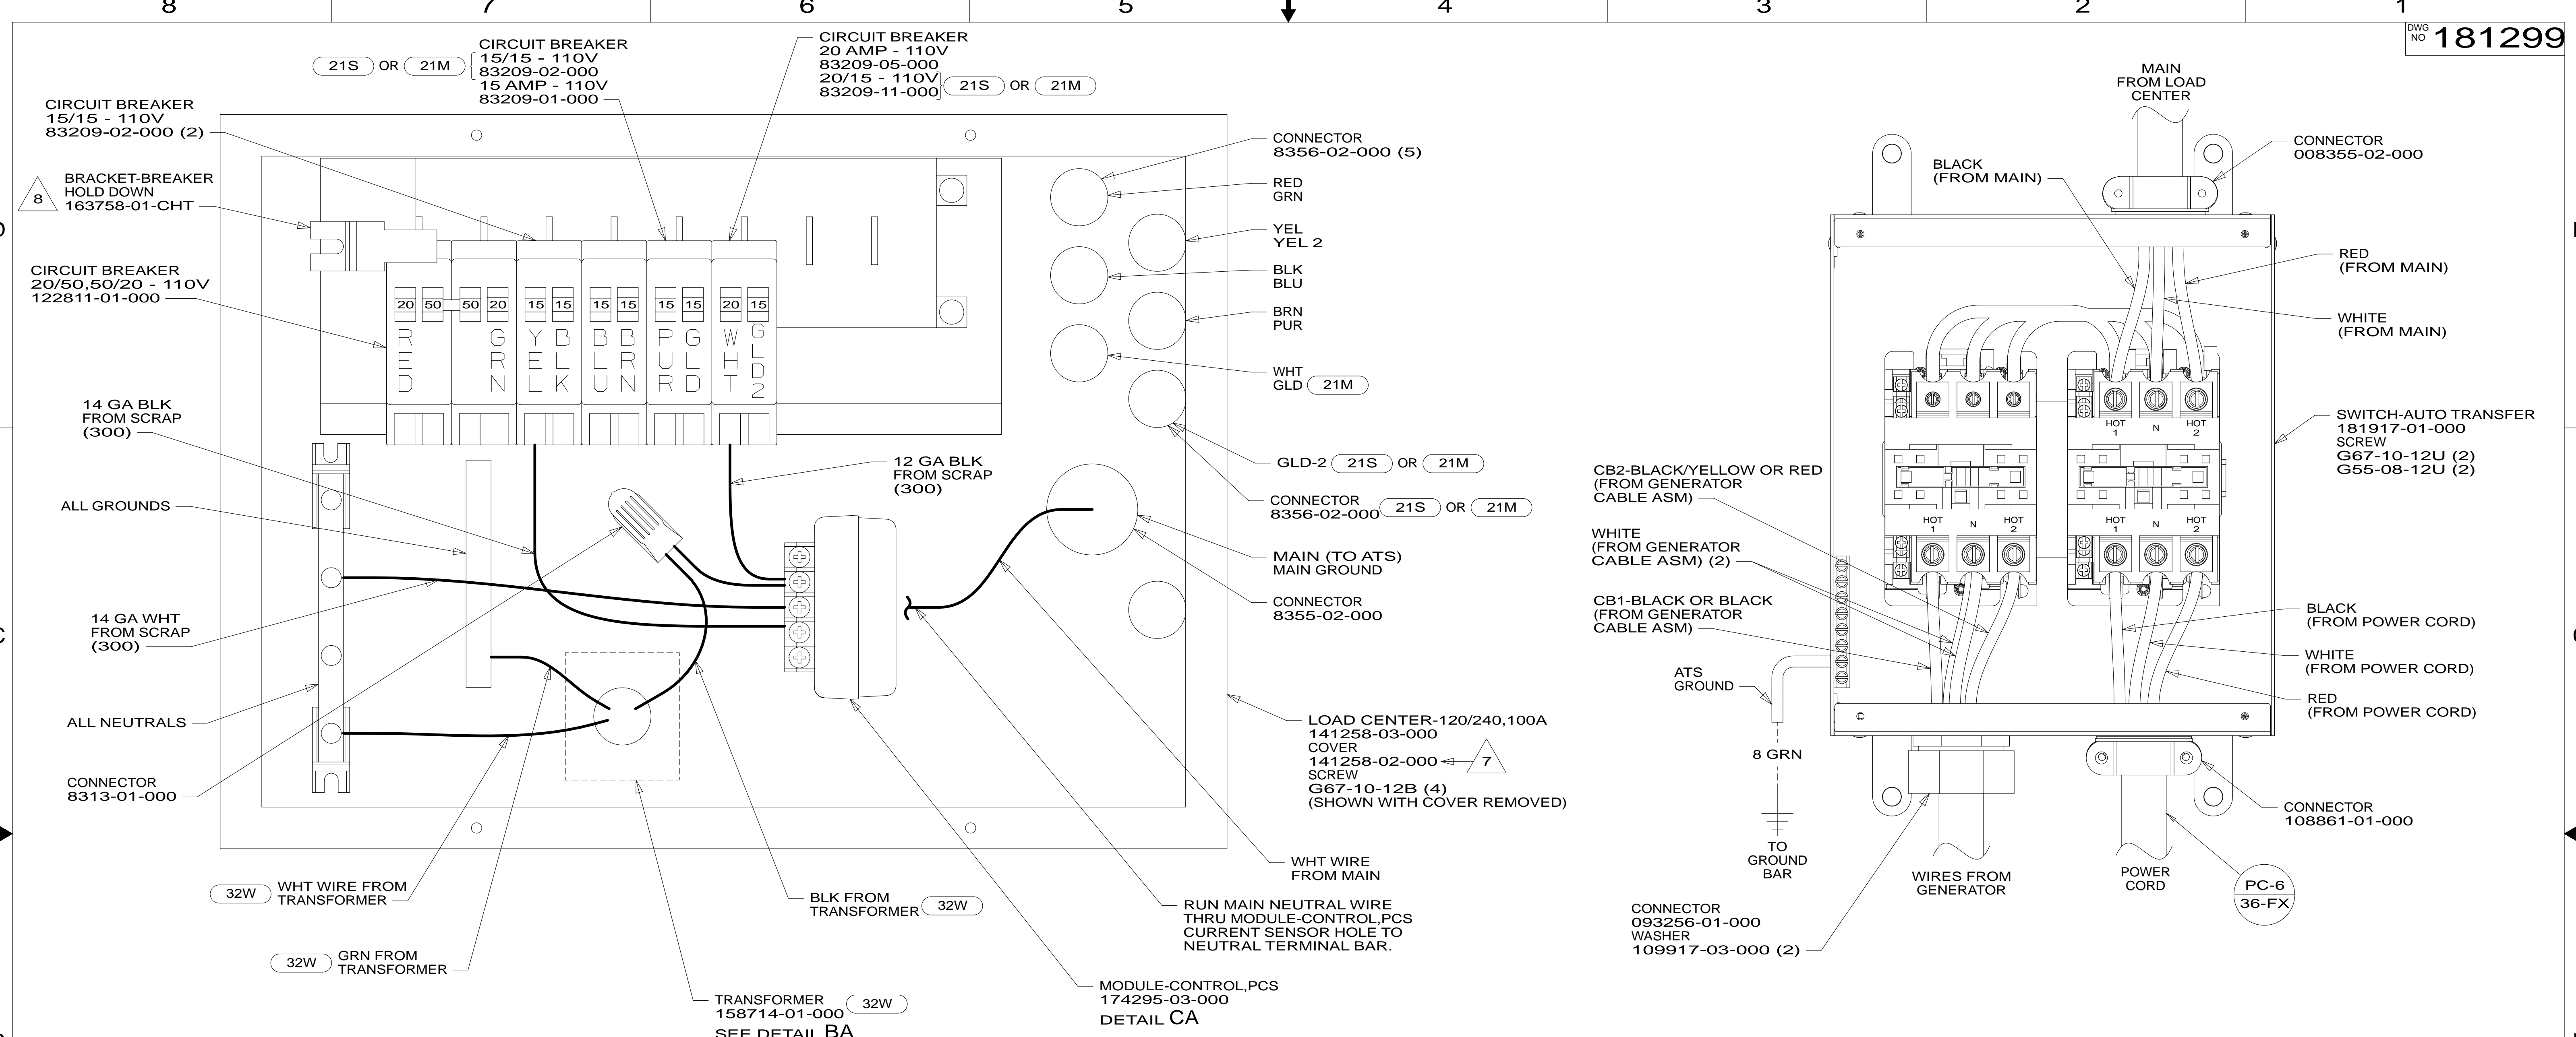 8 7 6 5 4 3 2 1
DWG
NO 181299
21S OR 21M
CIRCUIT BREAKER
15/15 - 110V
83209-02-000
15 AMP - 110V
83209-01-000
CIRCUIT BREAKER
20 AMP - 110V
83209-05-000
20/15 - 110V
83209-11-000
21S OR 21M
CIRCUIT BREAKER
15/15 - 110V
83209-02-000 (2)
8
BRACKET-BREAKER
HOLD DOWN
163758-01-CHT
CIRCUIT BREAKER
20/50,50/20 - 110V
122811-01-000
14 GA BLK
FROM SCRAP
(300)
ALL GROUNDS
14 GA WHT
FROM SCRAP
(300)
ALL NEUTRALS
CONNECTOR
8313-01-000
20 50 50 20 15 15 15 15 15 15 20 15
RED
GRN
YEL
BLK
BLU
BRN
PUR
GLD
WHT
GLD2
12 GA BLK
FROM SCRAP
(300)
CONNECTOR
8356-02-000 (5)
RED
GRN
YEL
YEL 2
BLK
BLU
BRN
PUR
WHT
GLD 21M
GLD-2 21S OR 21M
CONNECTOR
8356-02-000 21S OR 21M
MAIN (TO ATS)
MAIN GROUND
CONNECTOR
8355-02-000
LOAD CENTER-120/240,100A
141258-03-000
COVER
141258-02-000 7
SCREW
G67-10-12B (4)
(SHOWN WITH COVER REMOVED)
WHT WIRE
FROM MAIN
RUN MAIN NEUTRAL WIRE
THRU MODULE-CONTROL,PCS
CURRENT SENSOR HOLE TO
NEUTRAL TERMINAL BAR.
MODULE-CONTROL,PCS
174295-03-000
DETAIL CA
BLK FROM
TRANSFORMER 32W
TRANSFORMER 32W
158714-01-000
SEE DETAIL BA
32W WHT WIRE FROM
TRANSFORMER
32W GRN FROM
TRANSFORMER
MAIN
FROM LOAD
CENTER
CONNECTOR
008355-02-000
BLACK
(FROM MAIN)
RED
(FROM MAIN)
WHITE
(FROM MAIN)
SWITCH-AUTO TRANSFER
181917-01-000
SCREW
G67-10-12U (2)
G55-08-12U (2)
HOT
1
N
HOT
2
HOT
1
N
HOT
2
HOT
1
N
HOT
2
CB2-BLACK/YELLOW OR RED
(FROM GENERATOR
CABLE ASM)
WHITE
(FROM GENERATOR
CABLE ASM) (2)
CB1-BLACK OR BLACK
(FROM GENERATOR
CABLE ASM)
ATS
GROUND
8 GRN
TO
GROUND
BAR
BLACK
(FROM POWER CORD)
WHITE
(FROM POWER CORD)
RED
(FROM POWER CORD)
CONNECTOR
108861-01-000
WIRES FROM
GENERATOR
POWER
CORD
PC-6
36-FX
CONNECTOR
093256-01-000
WASHER
109917-03-000 (2)